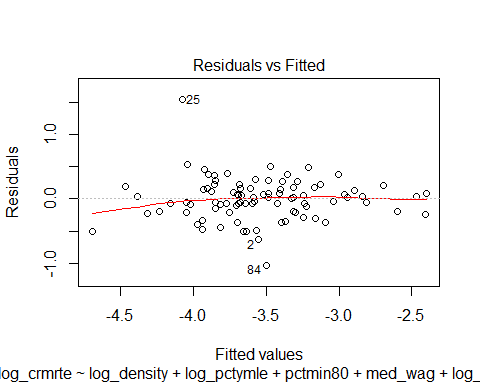 Residuals vs Fitted
Residuals
1.0
0.0
-1.0
25
2
84
-4.5 -4.0 -3.5 -3.0 -2.5
Fitted values
log_crmrte ~ log_density + log_pctymle + pctmin80 + med_wag + log_